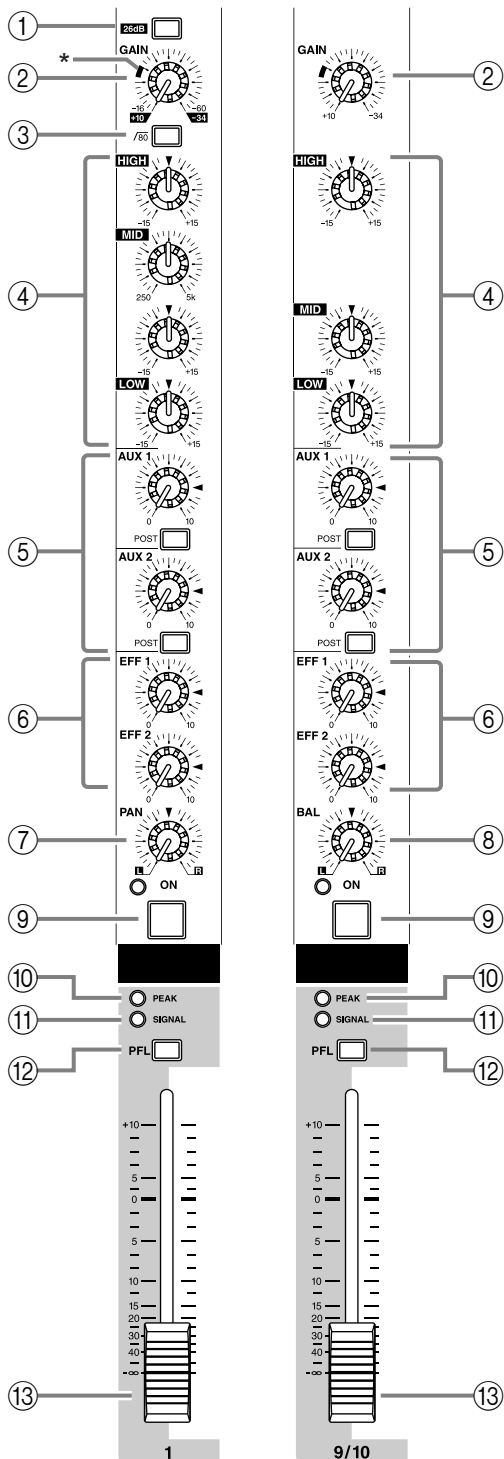 ① 26dB
* GAIN GAIN
② ②
-16 -60 +10 -34
+10 -34
③ /80
HIGH HIGH
-15 +15 -15 +15
MID
④ 250 5k ④
MID
-15 +15 -15 +15
LOW LOW
-15 +15 -15 +15
AUX 1 AUX 1
0 10 0 10
⑤ POST POST ⑤
AUX 2 AUX 2
0 10 0 10
POST POST
EFF 1 EFF 1
⑥ 0 10 0 10 ⑥
EFF 2 EFF 2
0 10 0 10
PAN BAL
⑦ ⑧
L R L R
ON ON
⑨ ⑨
⑩ PEAK PEAK ⑩
⑪ SIGNAL SIGNAL ⑪
⑫ PFL PFL ⑫
+10 +10
5 5
0 0
5 5
10 10
15 15
20 20
30 30
40 40
-∞ -∞
⑬ ⑬
1 9/10